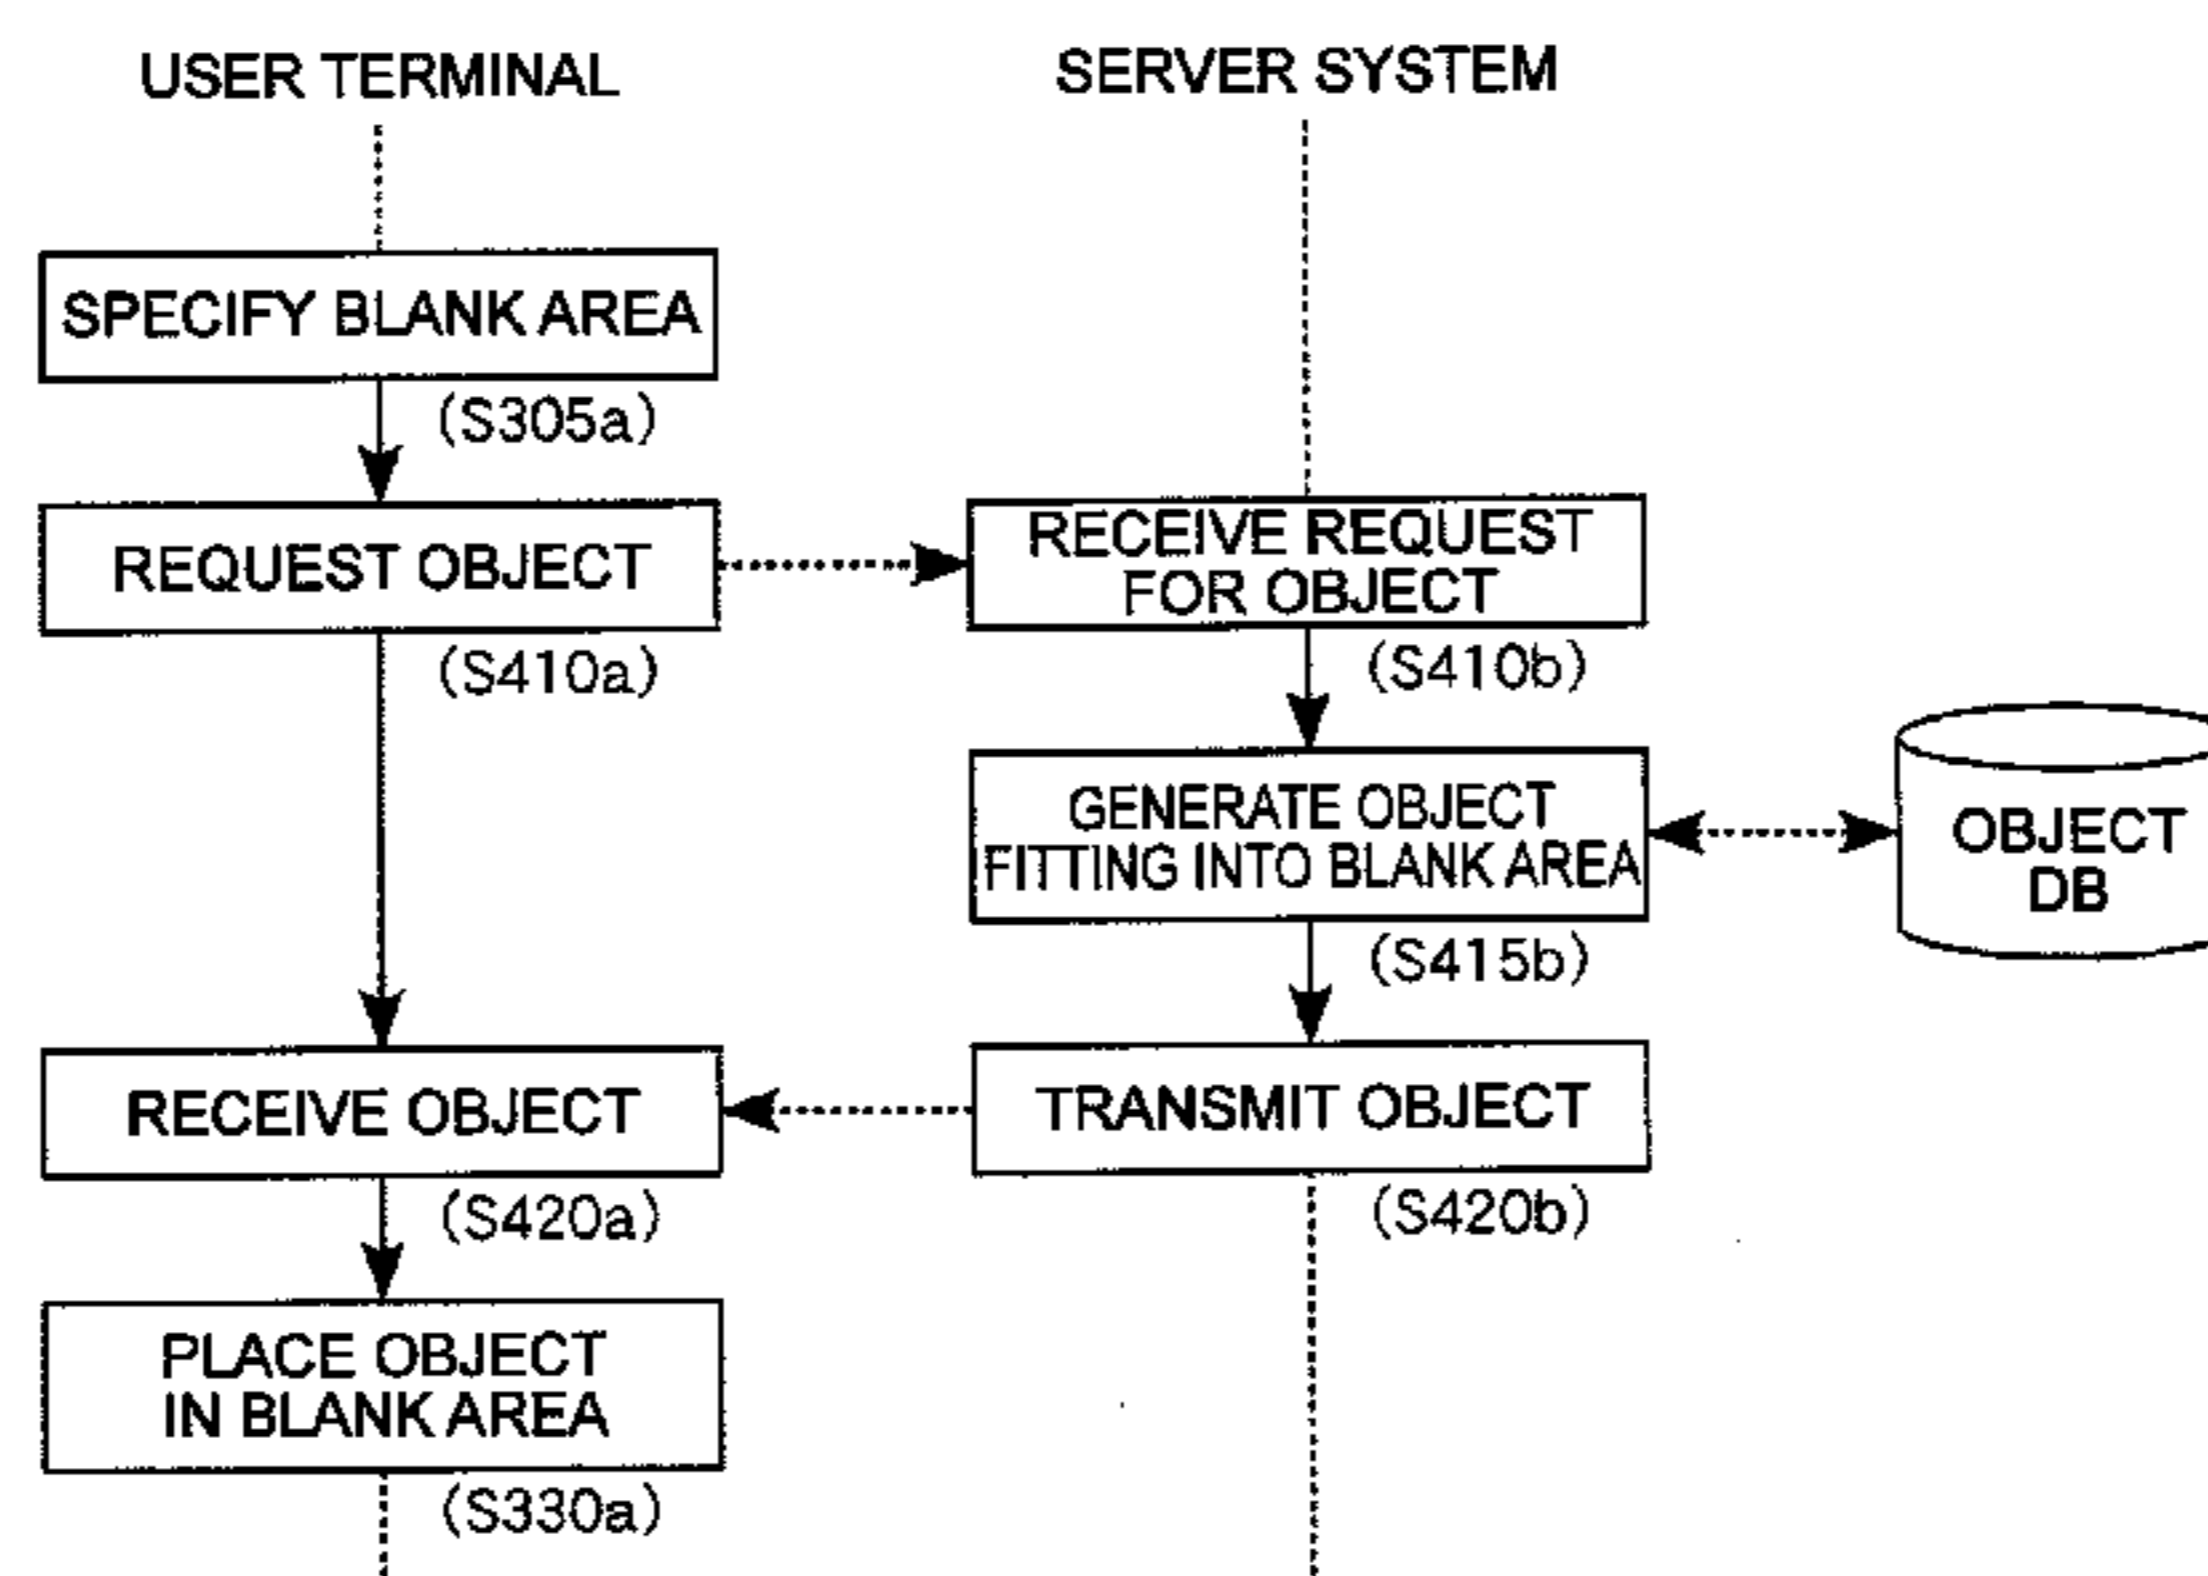 USER TERMINAL
SERVER SYSTEM
SPECIFY BLANK AREA
(S305a)
REQUEST OBJECT
(S410a)
RECEIVE REQUEST
FOR OBJECT
(S410b)
GENERATE OBJECT
FITTING INTO BLANK AREA
(S415b)
OBJECT
DB
RECEIVE OBJECT
(S420a)
TRANSMIT OBJECT
(S420b)
PLACE OBJECT
IN BLANK AREA
(S330a)